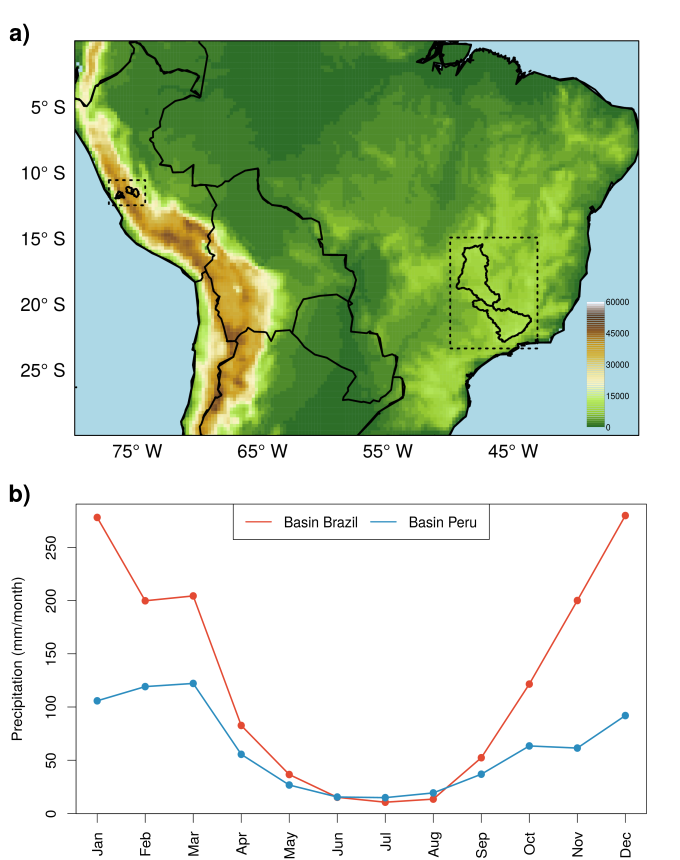 a)
5° S
10° S
15° S
20° S
25° S
60000
45000
30000
15000
0
75° W
65° W
55° W
45° W
b)
Basin Brazil
Basin Peru
Precipitation (mm/month)
250
200
150
100
50
0
Jan
Feb
Mar
Apr
May
Jun
Jul
Aug
Sep
Oct
Nov
Dec